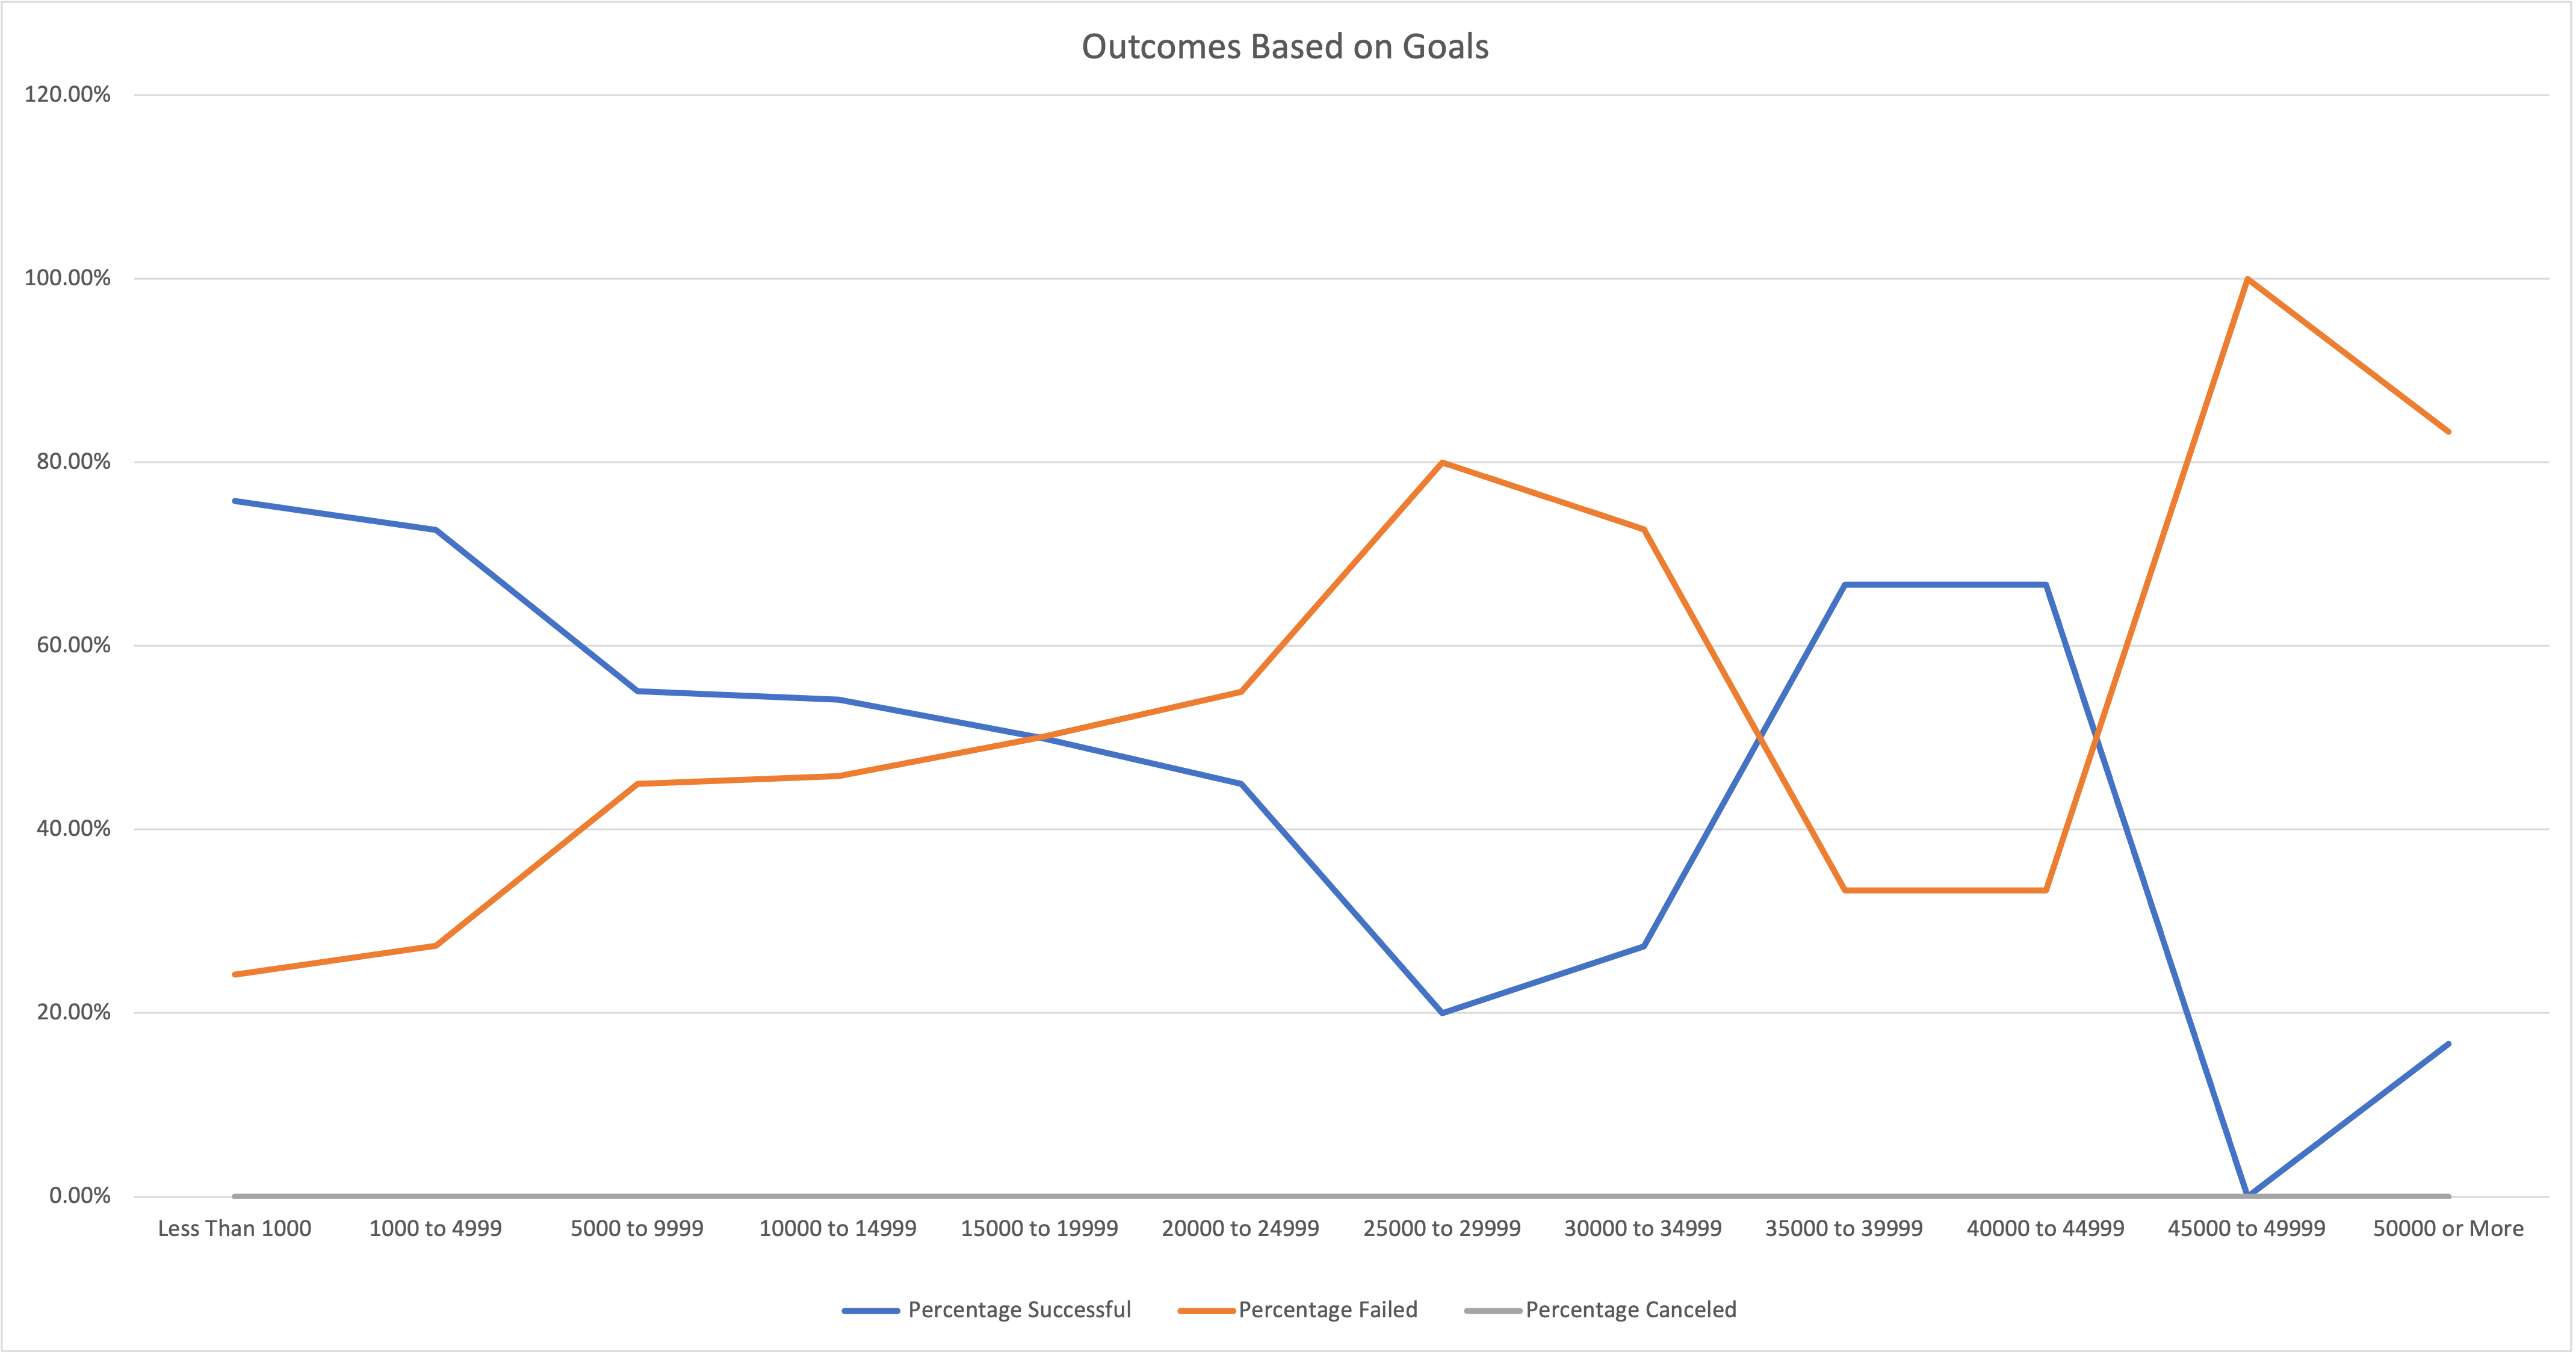 Outcomes Based on Goals
120.00%
100.00%
80.00%
60.00%
40.00%
20.00%
0.00%
Less Than 1000 1000 to 4999 5000 to 9999 10000 to 14999 15000 to 19999 20000 to 24999 25000 to 29999 30000 to 34999 35000 to 39999 40000 to 44999 45000 to 49999 50000 or More
Percentage Successful Percentage Failed Percentage Canceled